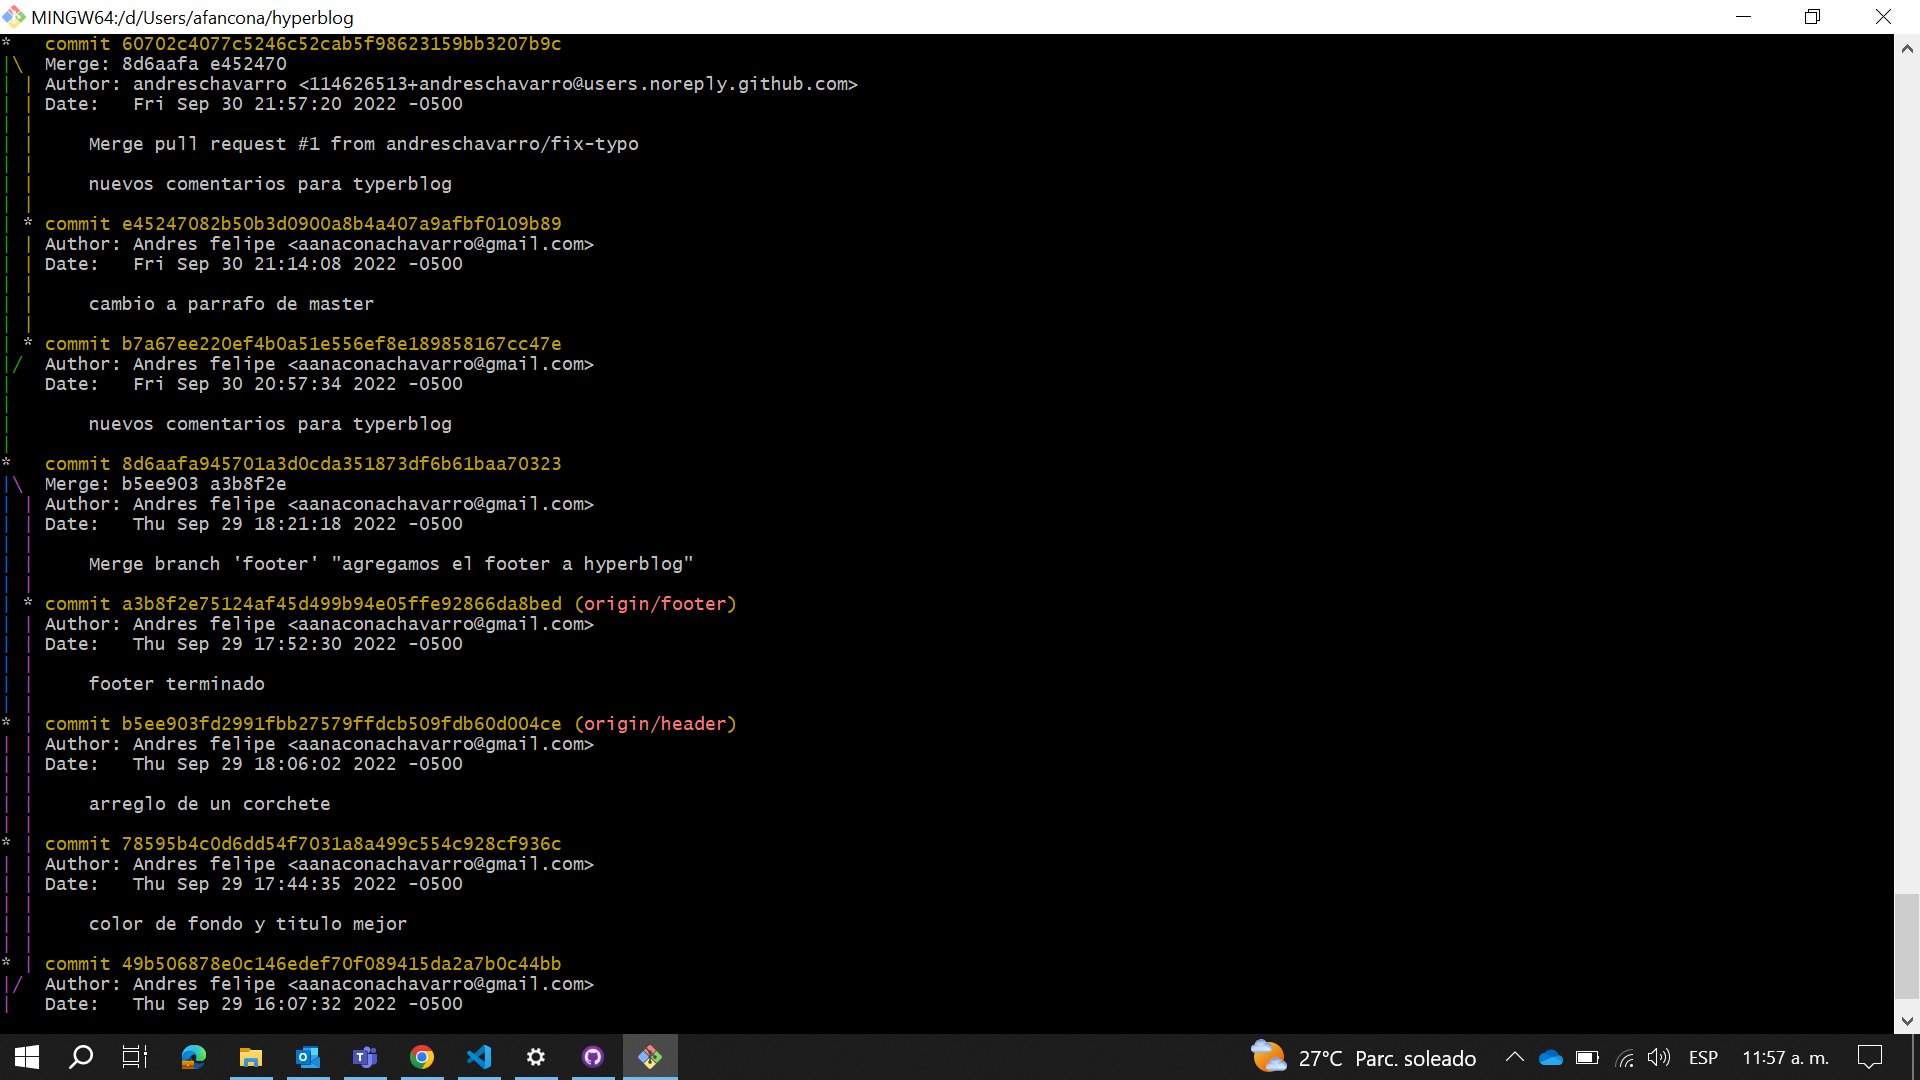 MINGW64:/d/Users/afancona/hyperblog
*   commit 60702c4077c5246c52cab5f98623159bb3207b9c
|\  Merge: 8d6aafa e452470
| | Author: andreschavarro <114626513+andreschavarro@users.noreply.github.com>
| | Date:   Fri Sep 30 21:57:20 2022 -0500
| |
| |     Merge pull request #1 from andreschavarro/fix-typo
| |
| |     nuevos comentarios para typerblog
| |
| * commit e45247082b50b3d0900a8b4a407a9afbf0109b89
| | Author: Andres felipe <aanaconachavarro@gmail.com>
| | Date:   Fri Sep 30 21:14:08 2022 -0500
| |
| |     cambio a parrafo de master
| |
| * commit b7a67ee220ef4b0a51e556ef8e189858167cc47e
|/  Author: Andres felipe <aanaconachavarro@gmail.com>
|   Date:   Fri Sep 30 20:57:34 2022 -0500
|
|       nuevos comentarios para typerblog
|
*   commit 8d6aafa945701a3d0cda351873df6b61baa70323
|\  Merge: b5ee903 a3b8f2e
| | Author: Andres felipe <aanaconachavarro@gmail.com>
| | Date:   Thu Sep 29 18:21:18 2022 -0500
| |
| |     Merge branch 'footer' "agregamos el footer a hyperblog"
| |
| * commit a3b8f2e75124af45d499b94e05ffe92866da8bed (origin/footer)
| | Author: Andres felipe <aanaconachavarro@gmail.com>
| | Date:   Thu Sep 29 17:52:30 2022 -0500
| |
| |     footer terminado
| |
* | commit b5ee903fd2991fbb27579ffdcb509fdb60d004ce (origin/header)
| | Author: Andres felipe <aanaconachavarro@gmail.com>
| | Date:   Thu Sep 29 18:06:02 2022 -0500
| |
| |     arreglo de un corchete
| |
* | commit 78595b4c0d6dd54f7031a8a499c554c928cf936c
| | Author: Andres felipe <aanaconachavarro@gmail.com>
| | Date:   Thu Sep 29 17:44:35 2022 -0500
| |
| |     color de fondo y titulo mejor
| |
* | commit 49b506878e0c146edef70f089415da2a7b0c44bb
|/  Author: Andres felipe <aanaconachavarro@gmail.com>
|   Date:   Thu Sep 29 16:07:32 2022 -0500
27°C Parc. soleado ESP 11:57 a. m.